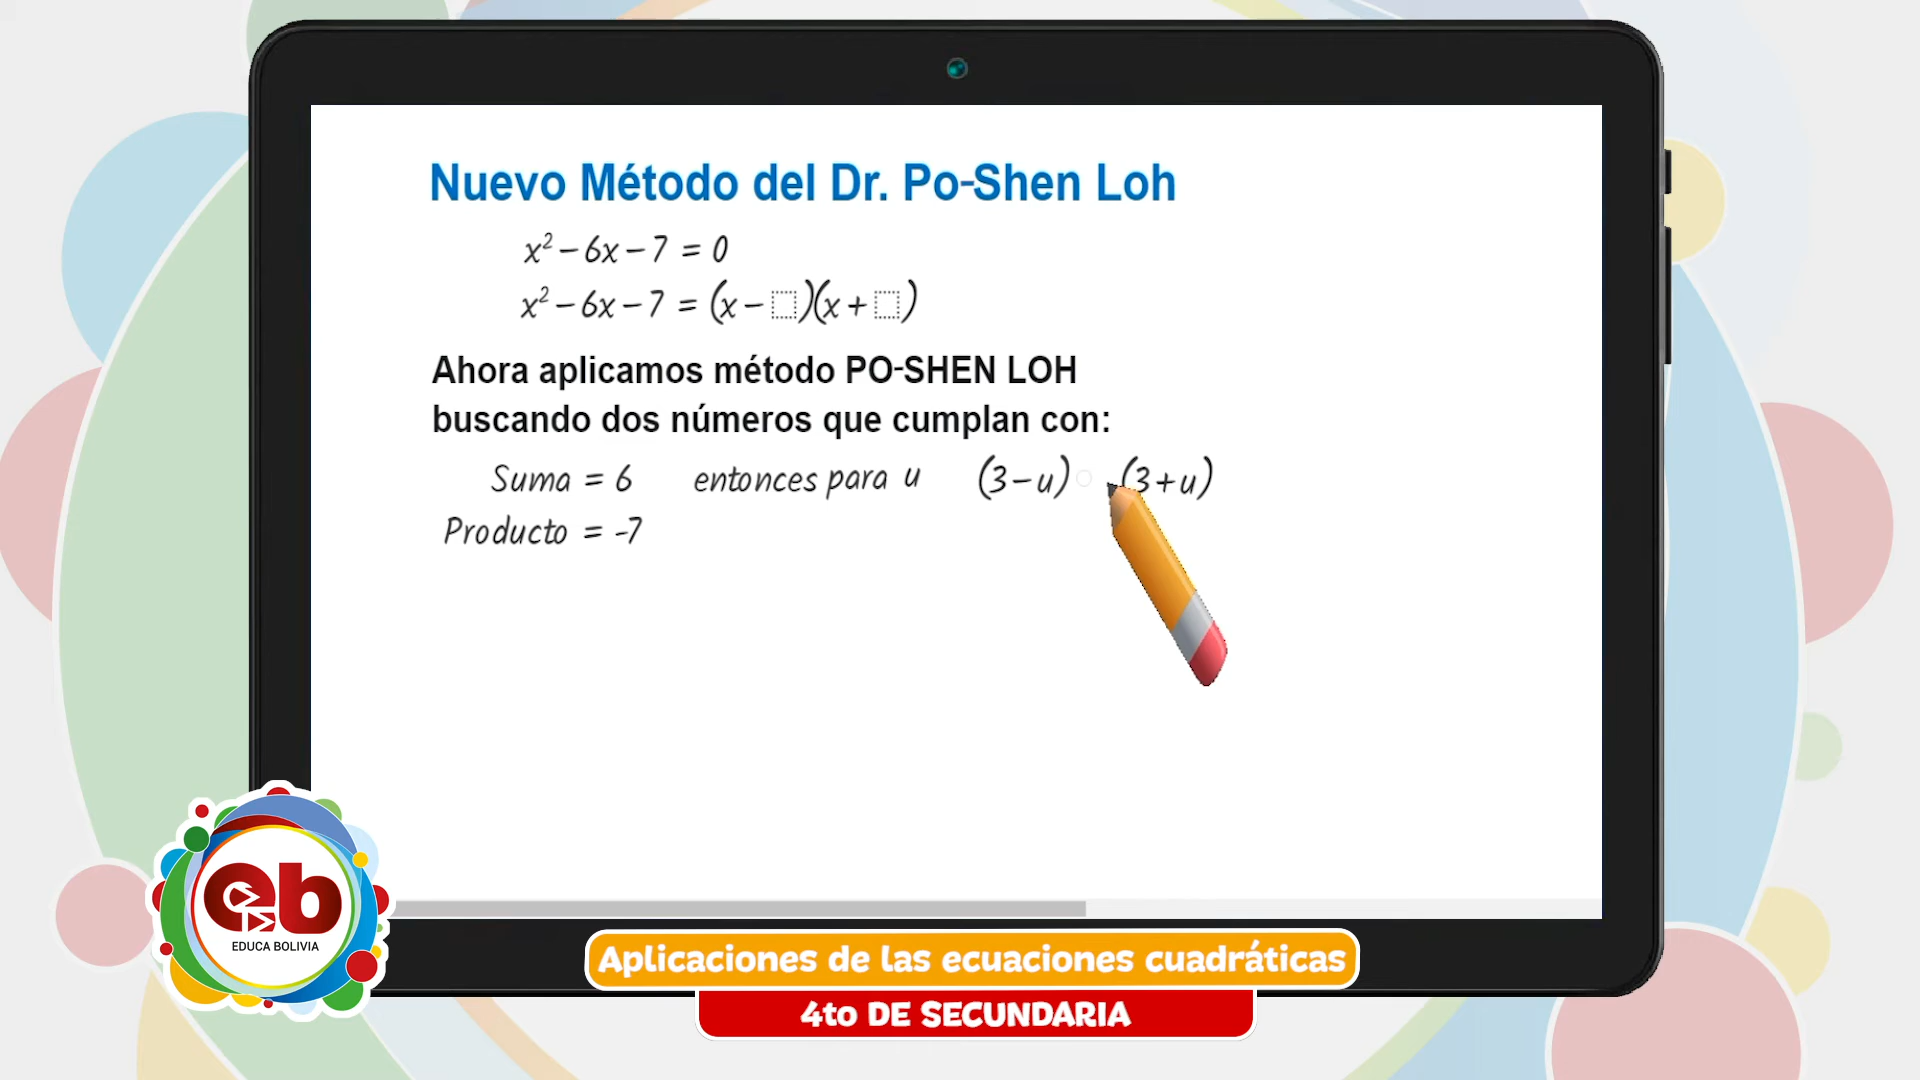 Nuevo Método del Dr. Po-Shen Loh
x² – 6x – 7 = 0
x² – 6x – 7 = (x – ⬚)(x + ⬚)
Ahora aplicamos método PO-SHEN LOH
buscando dos números que cumplan con:
Suma = 6 entonces para u (3 – u) (3 + u)
Producto = -7
eb
EDUCA BOLIVIA
Aplicaciones de las ecuaciones cuadráticas
4to DE SECUNDARIA